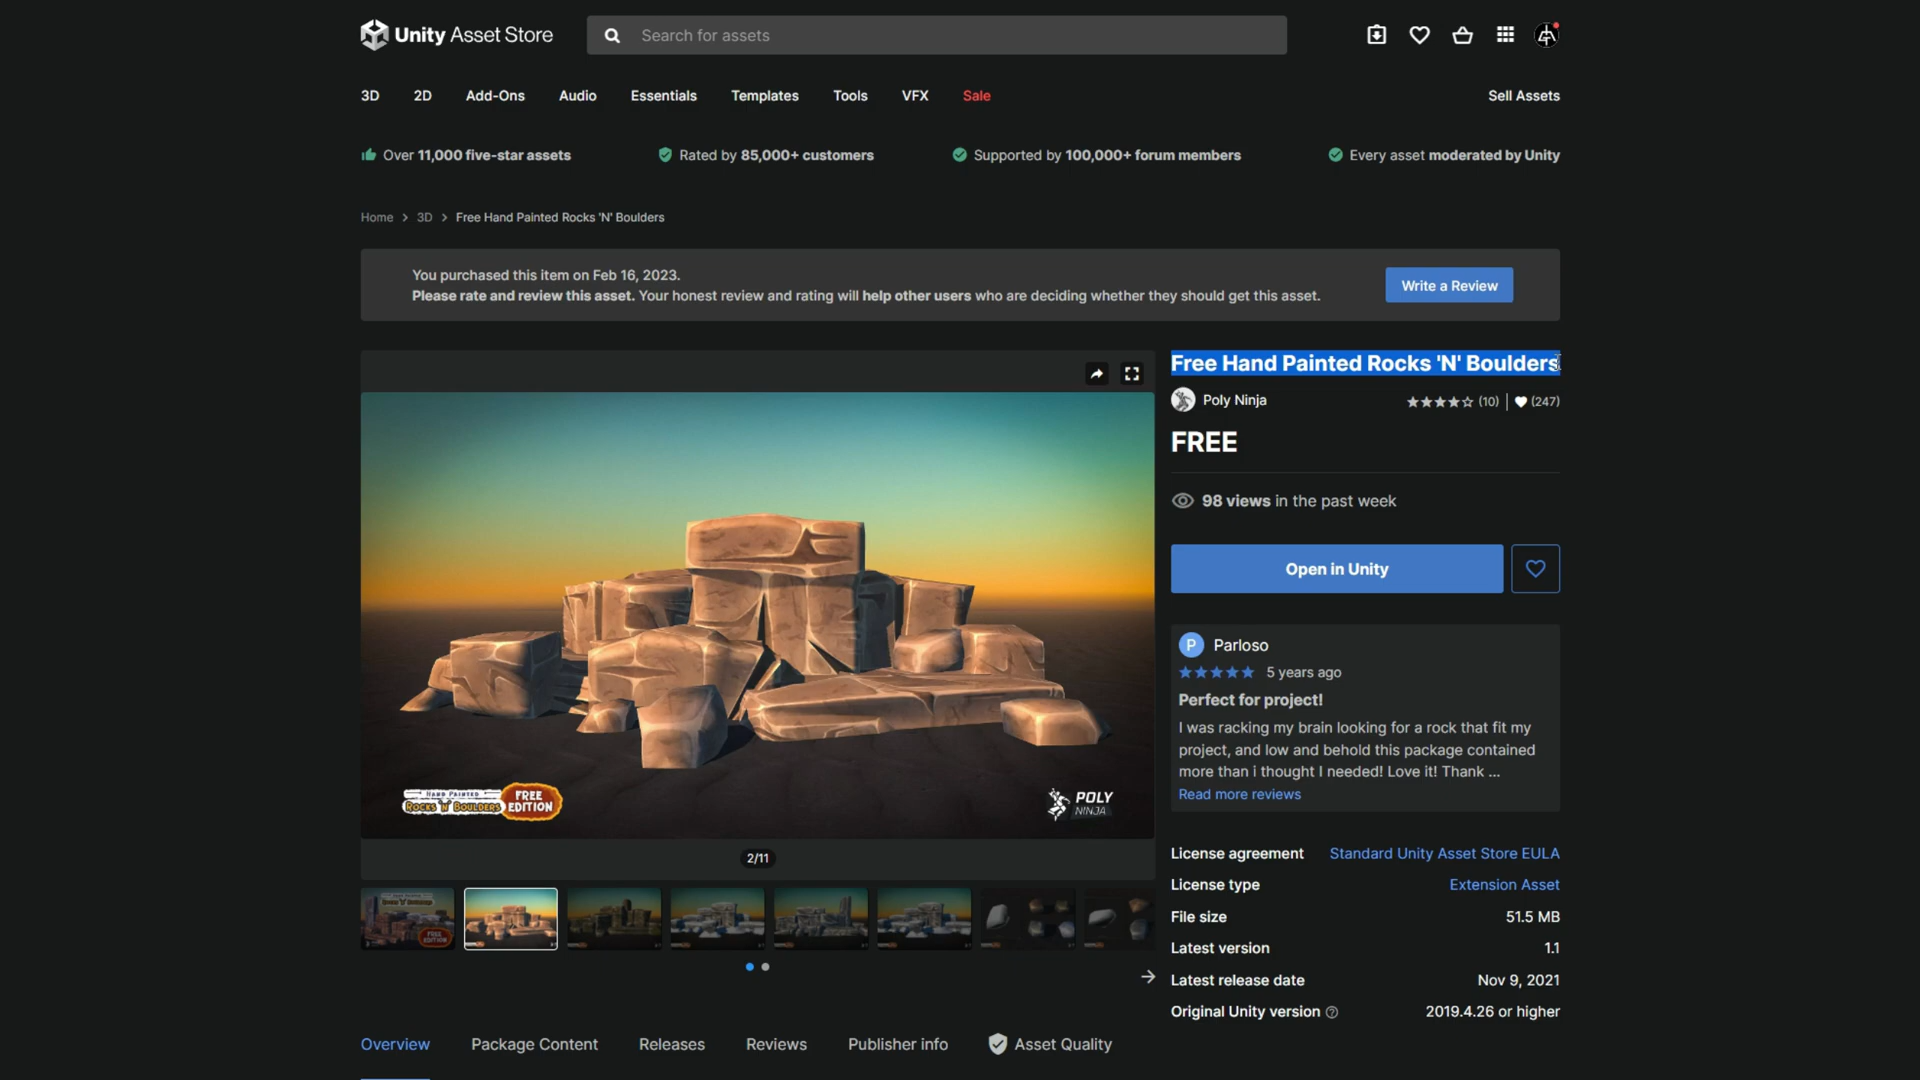 Unity Asset Store
Search for assets
3D 2D Add-Ons Audio Essentials Templates Tools VFX Sale Sell Assets
Over 11,000 five-star assets Rated by 85,000+ customers Supported by 100,000+ forum members Every asset moderated by Unity
Home > 3D > Free Hand Painted Rocks 'N' Boulders
You purchased this item on Feb 16, 2023.
Please rate and review this asset. Your honest review and rating will help other users who are deciding whether they should get this asset.
Write a Review
Free Hand Painted Rocks 'N' Boulders
Poly Ninja (10) | (247)
FREE
98 views in the past week
Open in Unity
P Parloso
5 years ago
Perfect for project!
I was racking my brain looking for a rock that fit my
project, and low and behold this package contained
more than i thought I needed! Love it! Thank ...
Read more reviews
HAND PAINTED
ROCKS 'N' BOULDERS
FREE
EDITION
POLY
NINJA
2/11
License agreement Standard Unity Asset Store EULA
License type Extension Asset
File size 51.5 MB
Latest version 1.1
Latest release date Nov 9, 2021
Original Unity version 2019.4.26 or higher
Overview Package Content Releases Reviews Publisher info Asset Quality